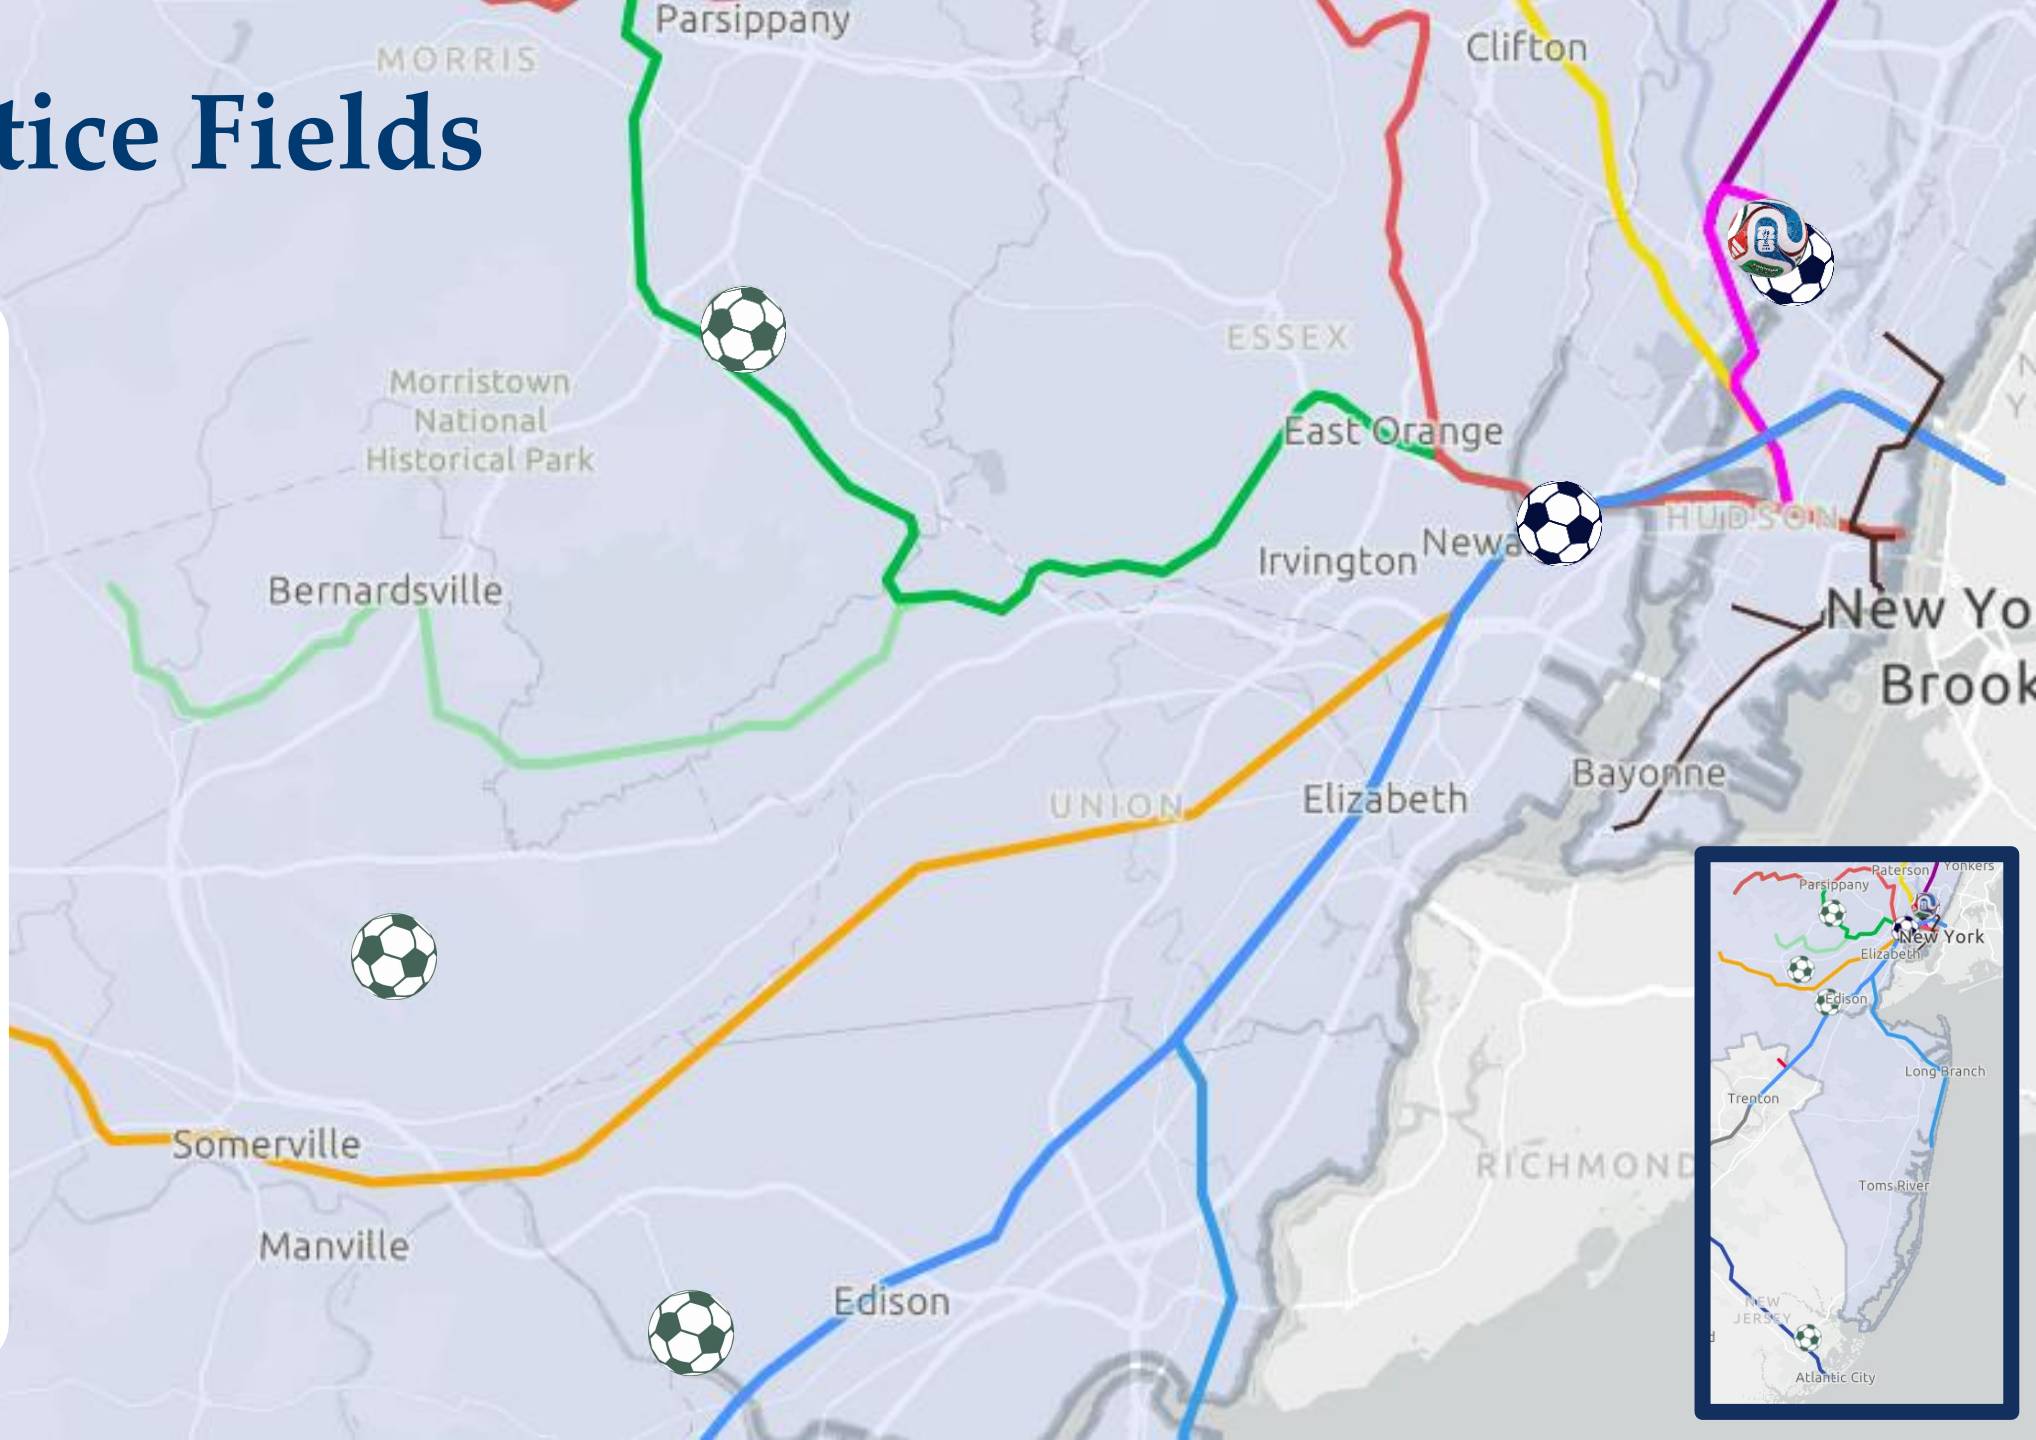 Parsippany
MORRIS
Clifton
tice Fields
ESSEX
Morristown
National
Historical Park
East Orange
HUDSON
Newa
Irvington
Bernardsville
New Yo
Brook
Bayonne
UNION
Elizabeth
Somerville
RICHMOND
Manville
Edison
Paterson
Yonkers
Parsippany
New York
Elizabeth
Edison
Long Branch
Trenton
Toms River
NEW
JERSEY
Atlantic City